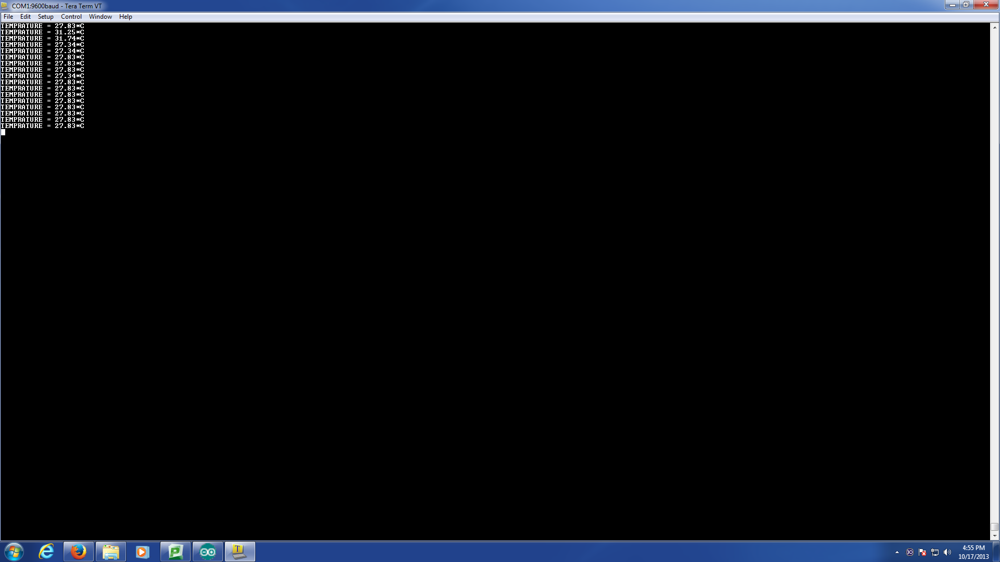 COM1:9600baud - Tera Term VT
File Edit Setup Control Window Help
TEMPRATURE = 27.83*C
TEMPRATURE = 31.25*C
TEMPRATURE = 31.74*C
TEMPRATURE = 27.34*C
TEMPRATURE = 27.34*C
TEMPRATURE = 27.83*C
TEMPRATURE = 27.83*C
TEMPRATURE = 27.83*C
TEMPRATURE = 27.34*C
TEMPRATURE = 27.83*C
TEMPRATURE = 27.83*C
TEMPRATURE = 27.83*C
TEMPRATURE = 27.83*C
TEMPRATURE = 27.83*C
TEMPRATURE = 27.83*C
TEMPRATURE = 27.83*C
TEMPRATURE = 27.83*C
4:55 PM
10/17/2013